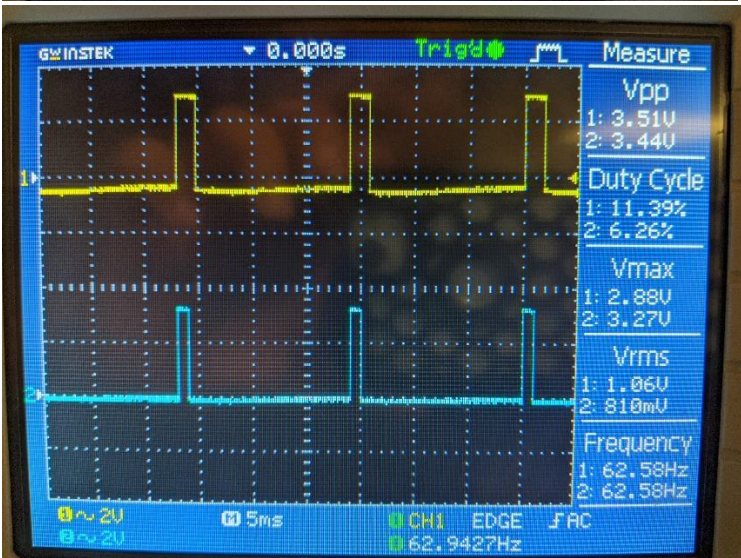 GWINSTEK 0.000s Trig'd Measure
Vpp
1: 3.51V
2: 3.44V
Duty Cycle
1: 11.39%
2: 6.26%
Vmax
1: 2.88V
2: 3.27V
Vrms
1: 1.06V
2: 810mV
Frequency
1: 62.58Hz
2: 62.58Hz
1
2
1 ~ 2V M 5ms CH1 EDGE AC
2 ~ 2V 62.9427Hz